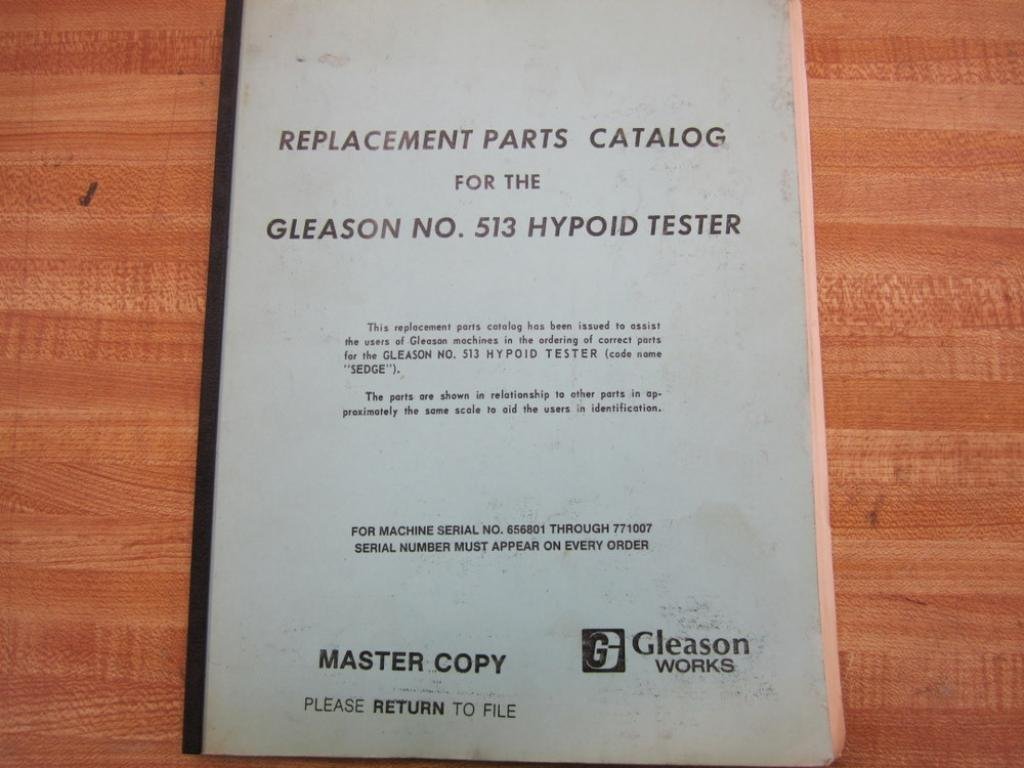 REPLACEMENT PARTS CATALOG
FOR THE
GLEASON NO. 513 HYPOID TESTER
This replacement parts catalog has been issued to assist
the users of Gleason machines in the ordering of correct parts
for the GLEASON NO. 513 HYPOID TESTER (code name
"SEDGE").
The parts are shown in relationship to other parts in ap-
proximately the same scale to aid the users in identification.
FOR MACHINE SERIAL NO. 656801 THROUGH 771007
SERIAL NUMBER MUST APPEAR ON EVERY ORDER
MASTER COPY
PLEASE RETURN TO FILE
G Gleason
WORKS